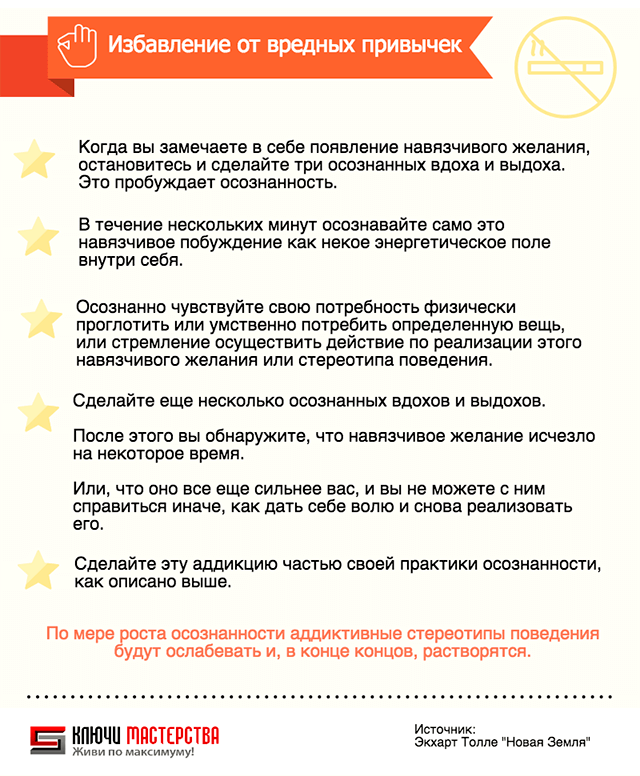 Избавление от вредных привычек
Когда вы замечаете в себе появление навязчивого желания,
остановитесь и сделайте три осознанных вдоха и выдоха.
Это пробуждает осознанность.
В течение нескольких минут осознавайте само это
навязчивое побуждение как некое энергетическое поле
внутри себя.
Осознанно чувствуйте свою потребность физически
проглотить или умственно потребить определенную вещь,
или стремление осуществить действие по реализации этого
навязчивого желания или стереотипа поведения.
Сделайте еще несколько осознанных вдохов и выдохов.
После этого вы обнаружите, что навязчивое желание исчезло
на некоторое время.
Или, что оно все еще сильнее вас, и вы не можете с ним
справиться иначе, как дать себе волю и снова реализовать
его.
Сделайте эту аддикцию частью своей практики осознанности,
как описано выше.
По мере роста осознанности аддиктивные стереотипы поведения
будут ослабевать и, в конце концов, растворятся.
КЛЮЧИ МАСТЕРСТВА
Живи по максимуму!
Источник:
Экхарт Толле "Новая Земля"